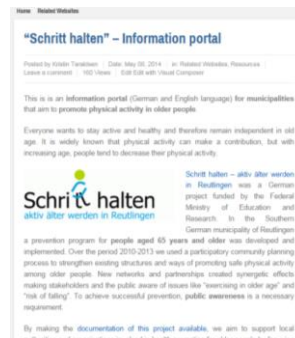 Home Related Websites
“Schritt halten” – Information portal
Posted by Kristin Taraldsen | Date: May 08, 2014 | in: Related Websites, Resources |
Leave a comment | 160 Views | Edit Edit with Visual Composer
This is is an information portal (German and English language) for municipalities
that aim to promote physical activity in older people.
Everyone wants to stay active and healthy and therefore remain independent in old
age. It is widely known that physical activity can make a contribution, but with
increasing age, people tend to decrease their physical activity.
Schritt halten
aktiv älter werden in Reutlingen
Schritt halten – aktiv älter werden
in Reutlingen was a German
project funded by the Federal
Ministry of Education and
Research. In the Southern
German municipality of Reutlingen
a prevention program for people aged 65 years and older was developed and
implemented. Over the period 2010-2013 we used a participatory community planning
process to strengthen existing structures and ways of promoting safe physical activity
among older people. New networks and partnerships created synergetic effects
making stakeholders and the public aware of issues like “exercising in older age” and
“risk of falling”. To achieve successful prevention, public awareness is a necessary
requirement.
By making the documentation of this project available, we aim to support local